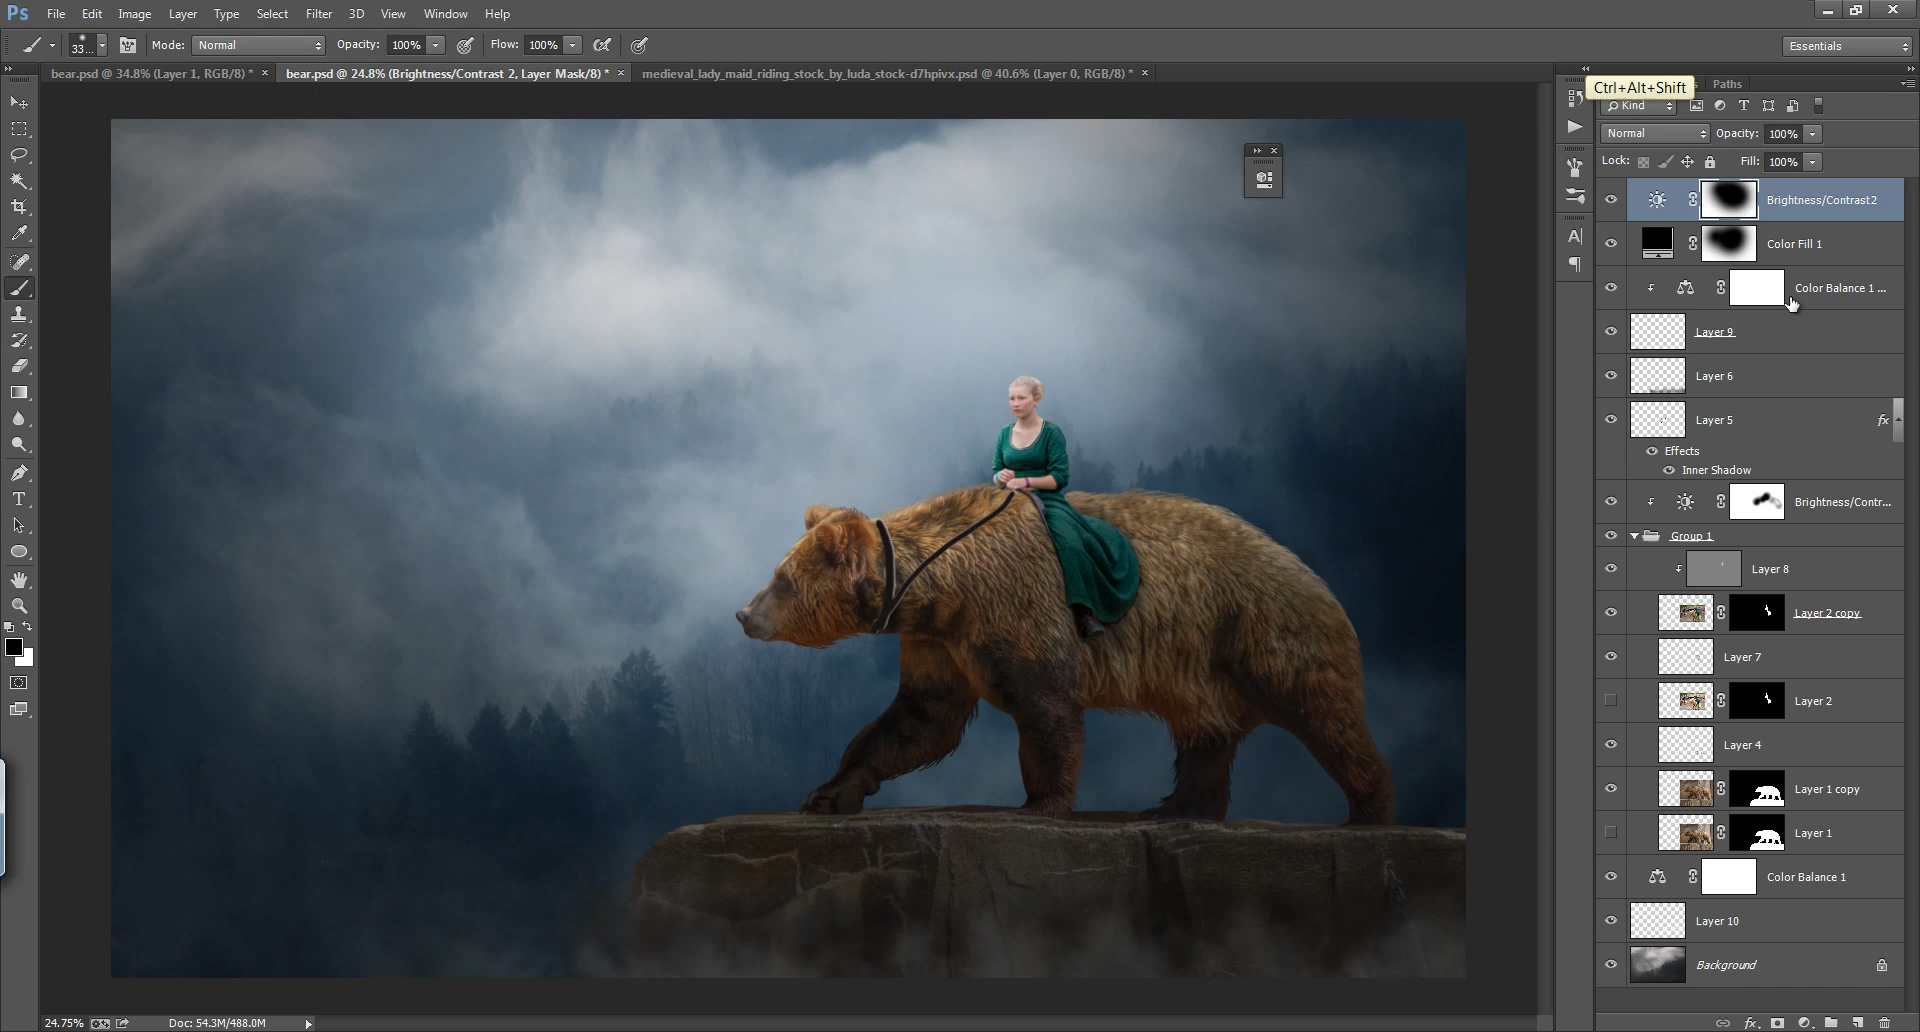 Ps File Edit Image Layer Type Select Filter 3D View Window Help
33... Mode: Normal Opacity: 100% Flow: 100% Essentials
bear.psd @ 34.8% (Layer 1, RGB/8) * × bear.psd @ 24.8% (Brightness/Contrast 2, Layer Mask/8) * × medieval_lady_maid_riding_stock_by_luda_stock-d7hpivx.psd @ 40.6% (Layer 0, RGB/8) * ×
Ctrl+Alt+Shift Paths
Kind
Normal Opacity: 100%
Lock: Fill: 100%
Brightness/Contrast2
Color Fill 1
Color Balance 1 ...
Layer 9
Layer 6
Layer 5 fx
Effects
Inner Shadow
Brightness/Contr...
Group 1
Layer 8
Layer 2 copy
Layer 7
Layer 2
Layer 4
Layer 1 copy
Layer 1
Color Balance 1
Layer 10
Background
24.75% Doc: 54.3M/488.0M